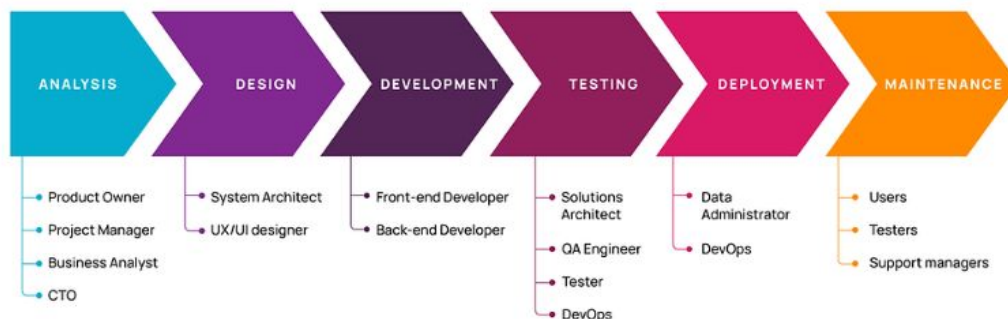 ANALYSIS
DESIGN
DEVELOPMENT
TESTING
DEPLOYMENT
MAINTENANCE
Product Owner
Project Manager
Business Analyst
CTO
System Architect
UX/UI designer
Front-end Developer
Back-end Developer
Solutions
Architect
QA Engineer
Tester
DevOps
Data
Administrator
DevOps
Users
Testers
Support managers